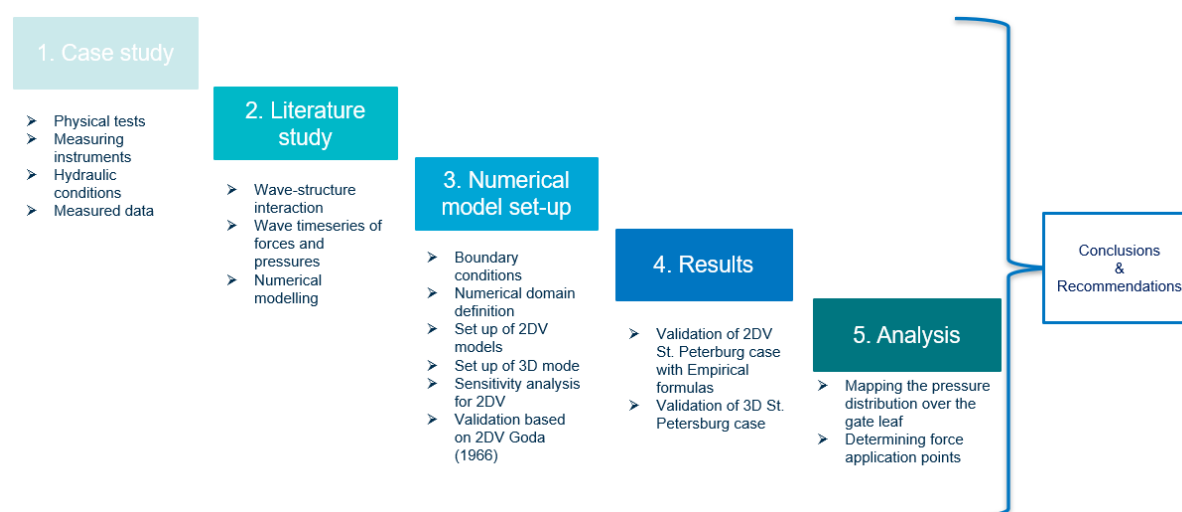 1. Case study
Physical tests
Measuring
instruments
Hydraulic
conditions
Measured data
2. Literature
study
Wave-structure
interaction
Wave timeseries of
forces and
pressures
Numerical
modelling
3. Numerical
model set-up
Boundary
conditions
Numerical domain
definition
Set up of 2DV
models
Set up of 3D mode
Sensitivity analysis
for 2DV
Validation based
on 2DV Goda
(1966)
4. Results
Validation of 2DV
St. Peterburg case
with Empirical
formulas
Validation of 3D St.
Petersburg case
5. Analysis
Mapping the pressure
distribution over the
gate leaf
Determining force
application points
Conclusions
&
Recommendations